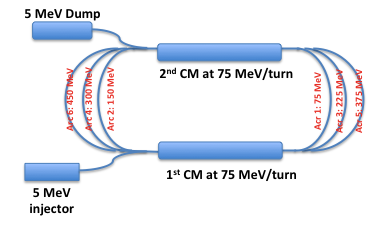 5 MeV Dump
2nd CM at 75 MeV/turn
Arc 6: 450 MeV
Arc 4: 300 MeV
Arc 2: 150 MeV
Arc 1: 75 MeV
Arc 3: 225 MeV
Arc 5: 375 MeV
1st CM at 75 MeV/turn
5 MeV
injector